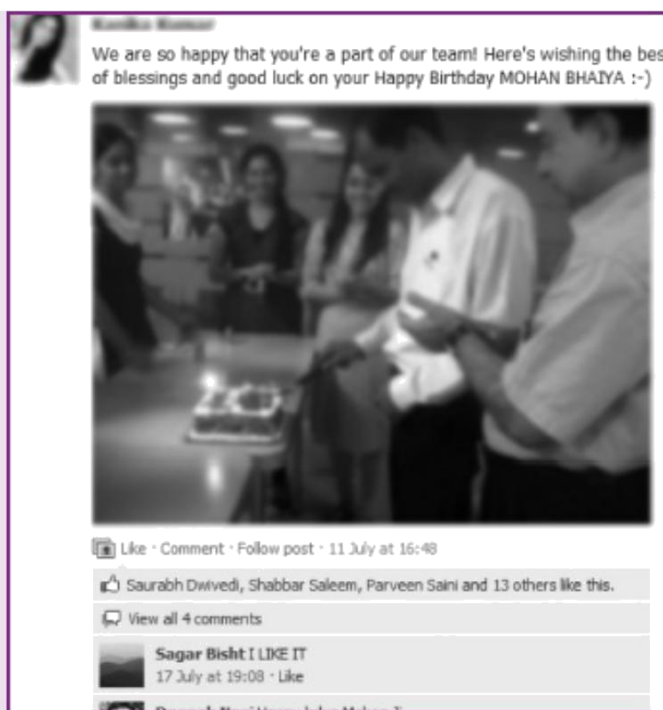 We are so happy that you're a part of our team! Here's wishing the bes
of blessings and good luck on your Happy Birthday MOHAN BHAIYA :-)
Like · Comment · Follow post · 11 July at 16:48
Saurabh Dwivedi, Shabbar Saleem, Parveen Saini and 13 others like this.
View all 4 comments
Sagar Bisht I LIKE IT
17 July at 19:08 · Like